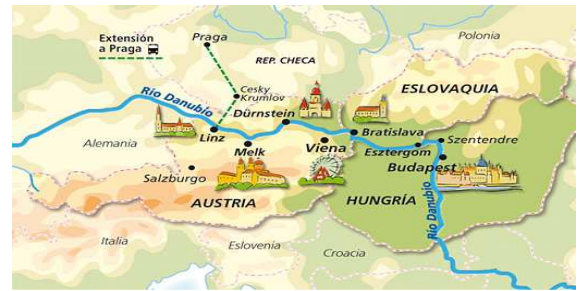 Extensión
a Praga
Praga
Polonia
REP. CHECA
Cesky
Krumlov
ESLOVAQUIA
Río Danubio
Dürnstein
Linz
Bratislava
Szentendre
Alemania
Melk
Viena
Esztergom
Budapest
Salzburgo
AUSTRIA
HUNGRÍA
Río Danubio
Italia
Eslovenia
Croacia